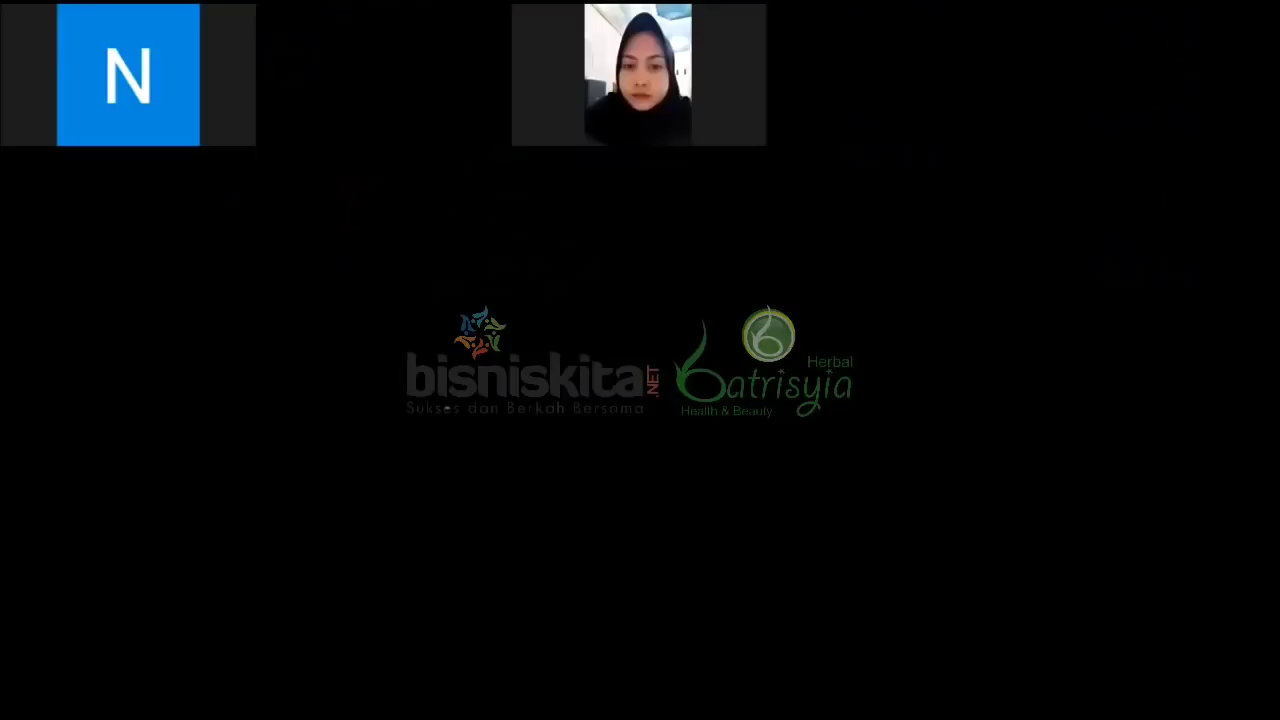 N
Herbal
bisniskita.NET
batrisyia
Sukses dan Berkah Bersama
Health & Beauty